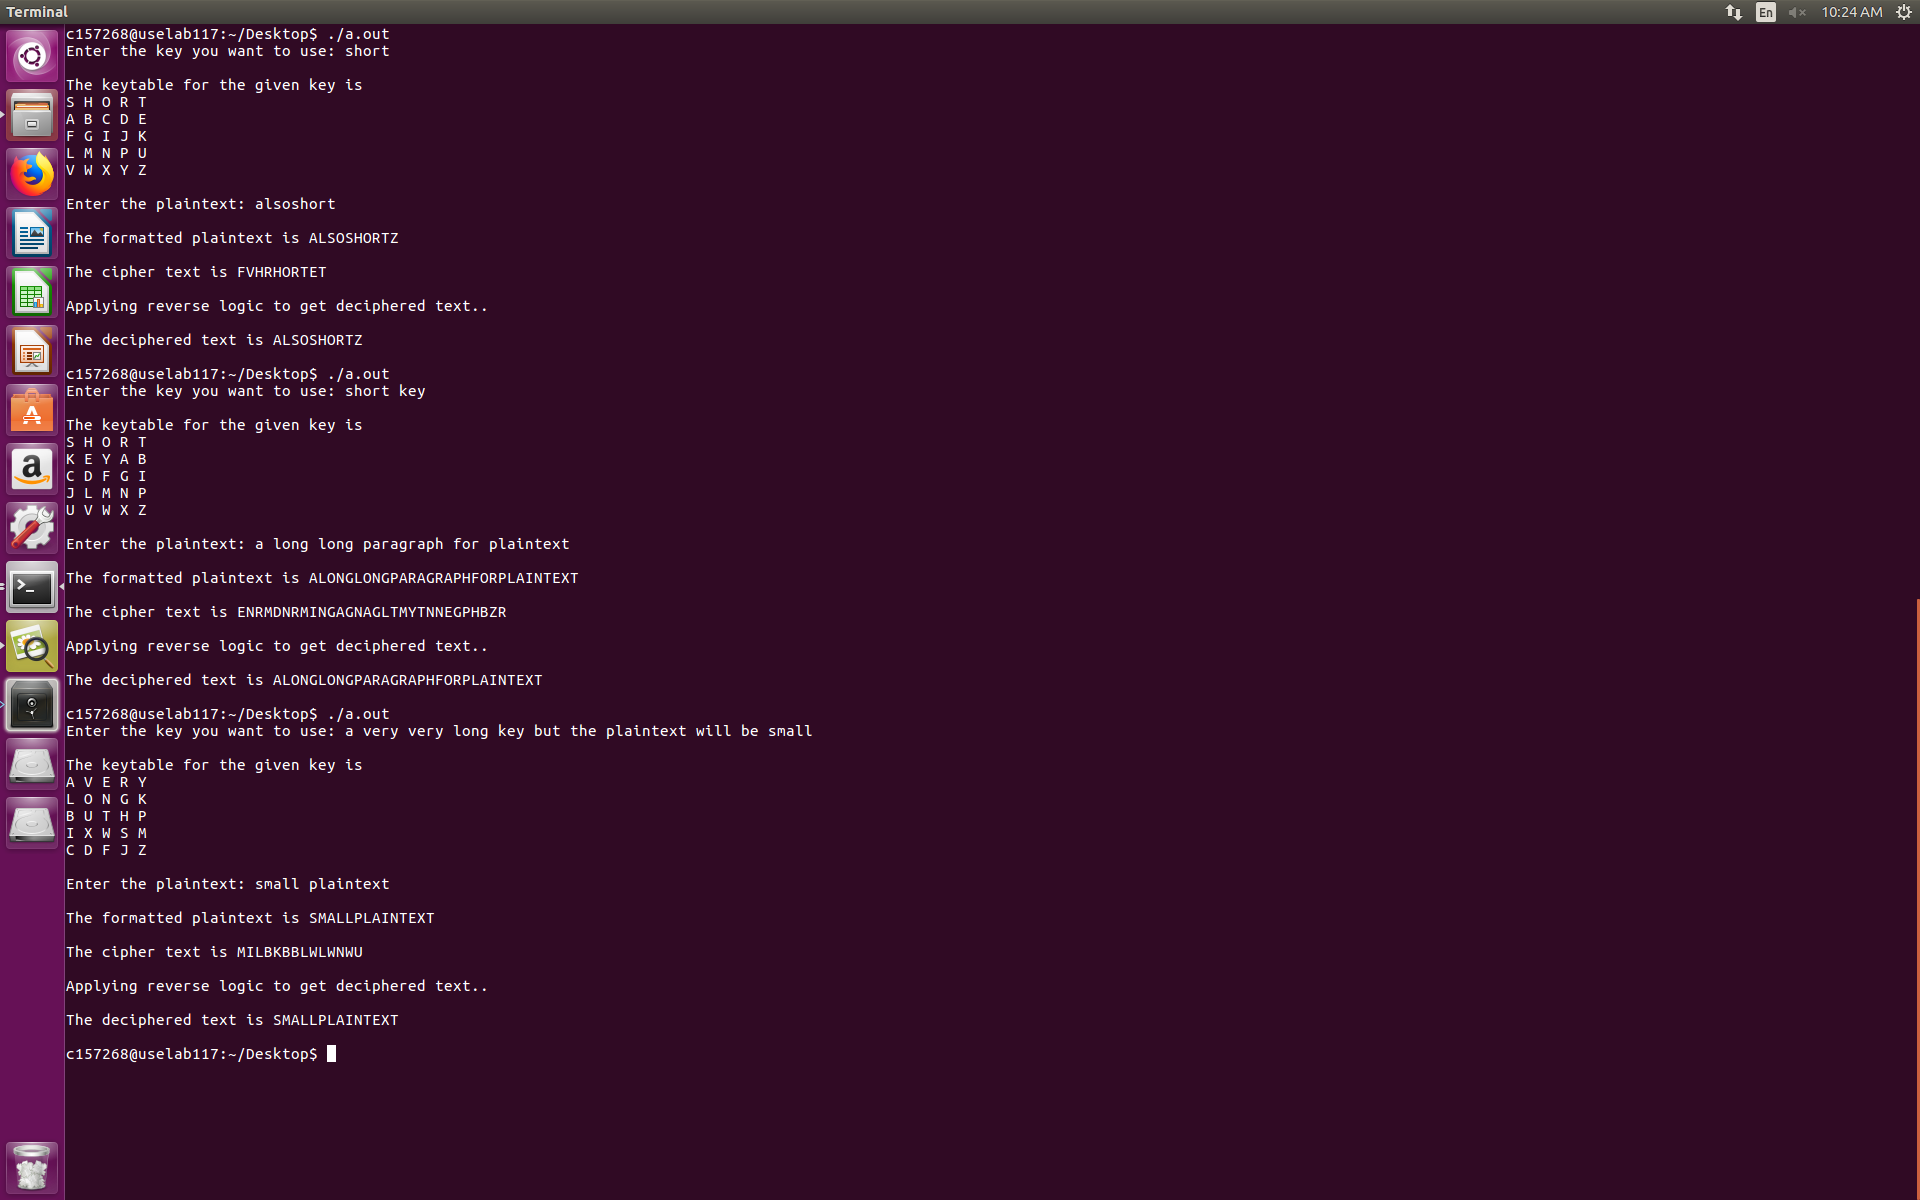 Terminal
En
10:24 AM
c157268@uselab117:~/Desktop$ ./a.out
Enter the key you want to use: short
The keytable for the given key is
S H O R T
A B C D E
F G I J K
L M N P U
V W X Y Z
Enter the plaintext: alsoshort
The formatted plaintext is ALSOSHORTZ
The cipher text is FVHRHORTET
Applying reverse logic to get deciphered text..
The deciphered text is ALSOSHORTZ
c157268@uselab117:~/Desktop$ ./a.out
Enter the key you want to use: short key
The keytable for the given key is
S H O R T
K E Y A B
C D F G I
J L M N P
U V W X Z
Enter the plaintext: a long long paragraph for plaintext
The formatted plaintext is ALONGLONGPARAGRAPHFORPLAINTEXT
The cipher text is ENRMDNRMINGAGNAGLTMYTNNEGPHBZR
Applying reverse logic to get deciphered text..
The deciphered text is ALONGLONGPARAGRAPHFORPLAINTEXT
c157268@uselab117:~/Desktop$ ./a.out
Enter the key you want to use: a very very long key but the plaintext will be small
The keytable for the given key is
A V E R Y
L O N G K
B U T H P
I X W S M
C D F J Z
Enter the plaintext: small plaintext
The formatted plaintext is SMALLPLAINTEXT
The cipher text is MILBKBBLWLWNWU
Applying reverse logic to get deciphered text..
The deciphered text is SMALLPLAINTEXT
c157268@uselab117:~/Desktop$